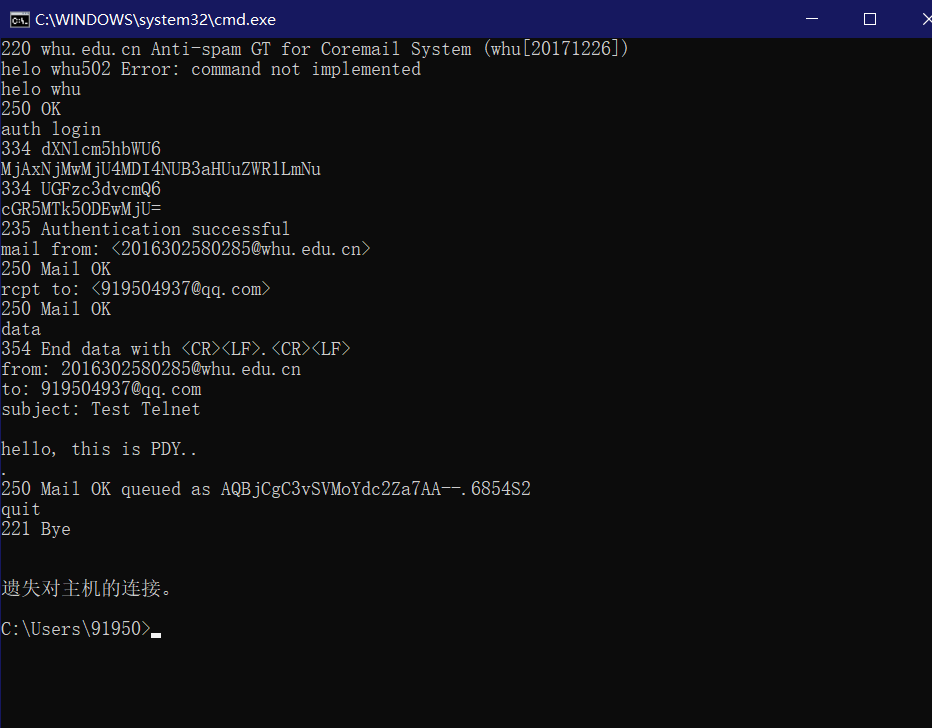 C:\WINDOWS\system32\cmd.exe
220 whu.edu.cn Anti-spam GT for Coremail System (whu[20171226])
helo whu502 Error: command not implemented
helo whu
250 OK
auth login
334 dXNlcm5hbWU6
MjAxNjMwMjU4MDI4NUB3aHUuZWR1LmNu
334 UGFzc3dvcmQ6
cGR5MTk5ODEwMjU=
235 Authentication successful
mail from: <2016302580285@whu.edu.cn>
250 Mail OK
rcpt to: <919504937@qq.com>
250 Mail OK
data
354 End data with <CR><LF>.<CR><LF>
from: 2016302580285@whu.edu.cn
to: 919504937@qq.com
subject: Test Telnet
hello, this is PDY..
.
250 Mail OK queued as AQBjCgC3vSVMoYdc2Za7AA--.6854S2
quit
221 Bye
遗失对主机的连接。
C:\Users\91950>